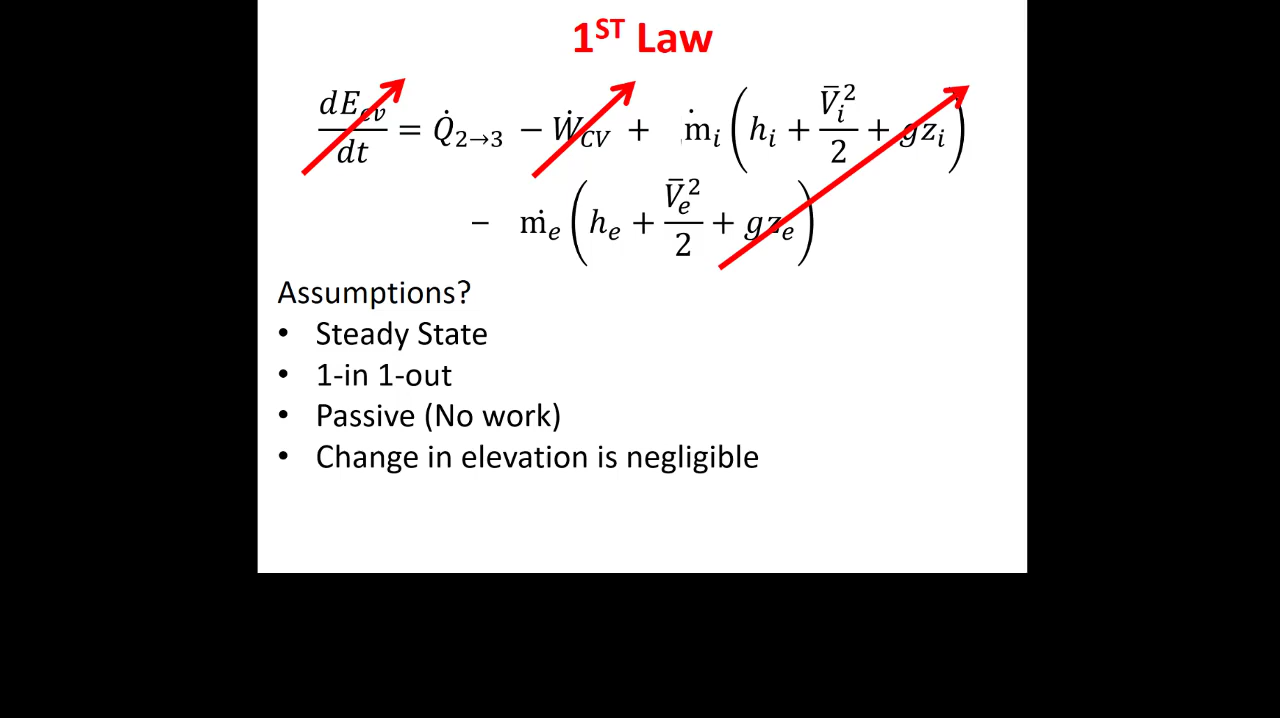 1ST Law
dE_cv/dt = Q̇_2→3 − Ẇ_CV + ṁ_i (h_i + V̄_i²/2 + gz_i)
− ṁ_e (h_e + V̄_e²/2 + gz_e)
Assumptions?
• Steady State
• 1-in 1-out
• Passive (No work)
• Change in elevation is negligible